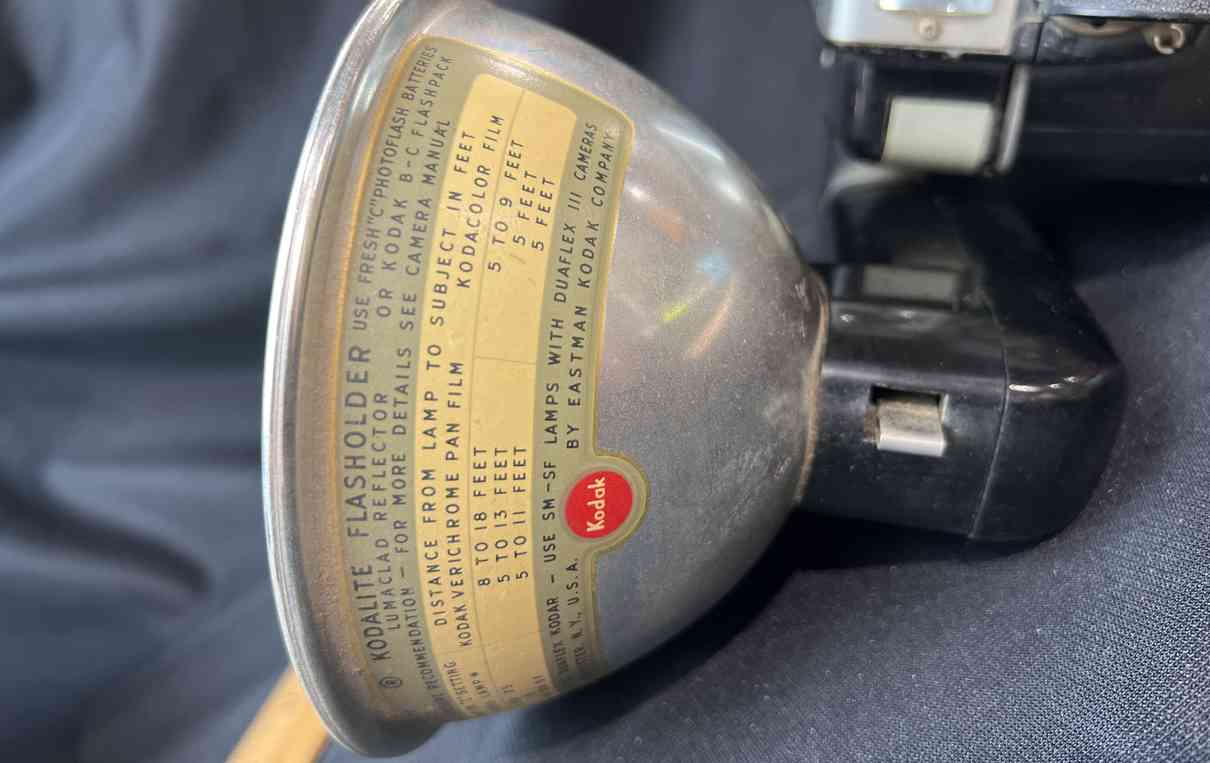 ® KODALITE FLASHOLDER USE FRESH "C" PHOTOFLASH BATTERIES
LUMACLAD REFLECTOR OR KODAK B-C FLASHPACK
RECOMMENDATION – FOR MORE DETAILS SEE CAMERA MANUAL
DISTANCE FROM LAMP TO SUBJECT IN FEET
SETTING KODAK VERICHROME PAN FILM KODACOLOR FILM
8 TO 18 FEET 5 TO 9 FEET
5 TO 13 FEET 5 FEET
5 TO 11 FEET 5 FEET
KODAR – USE SM–SF LAMPS WITH DUAFLEX III CAMERAS
N.Y., U.S.A. BY EASTMAN KODAK COMPANY
Kodak